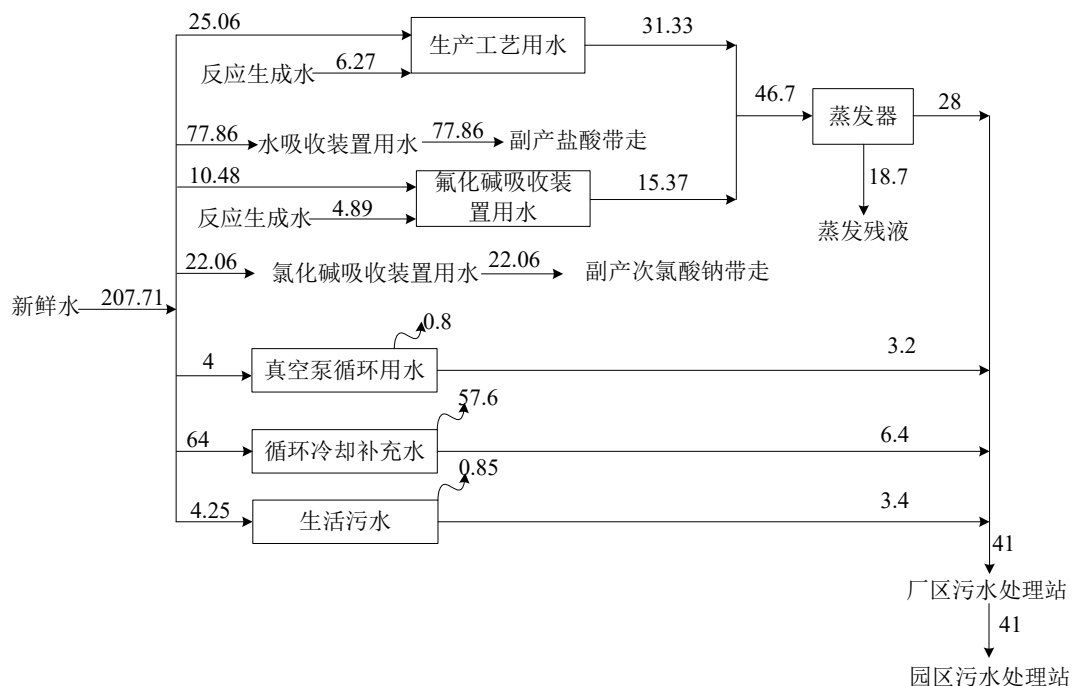 25.06
生产工艺用水
31.33
反应生成水
6.27
46.7
蒸发器
28
77.86
水吸收装置用水
77.86
副产盐酸带走
10.48
氟化碱吸收装
置用水
15.37
18.7
反应生成水
4.89
蒸发残液
22.06
氯化碱吸收装置用水
22.06
副产次氯酸钠带走
新鲜水
207.71
0.8
4
真空泵循环用水
3.2
57.6
64
循环冷却补充水
6.4
0.85
4.25
生活污水
3.4
41
厂区污水处理站
41
园区污水处理站